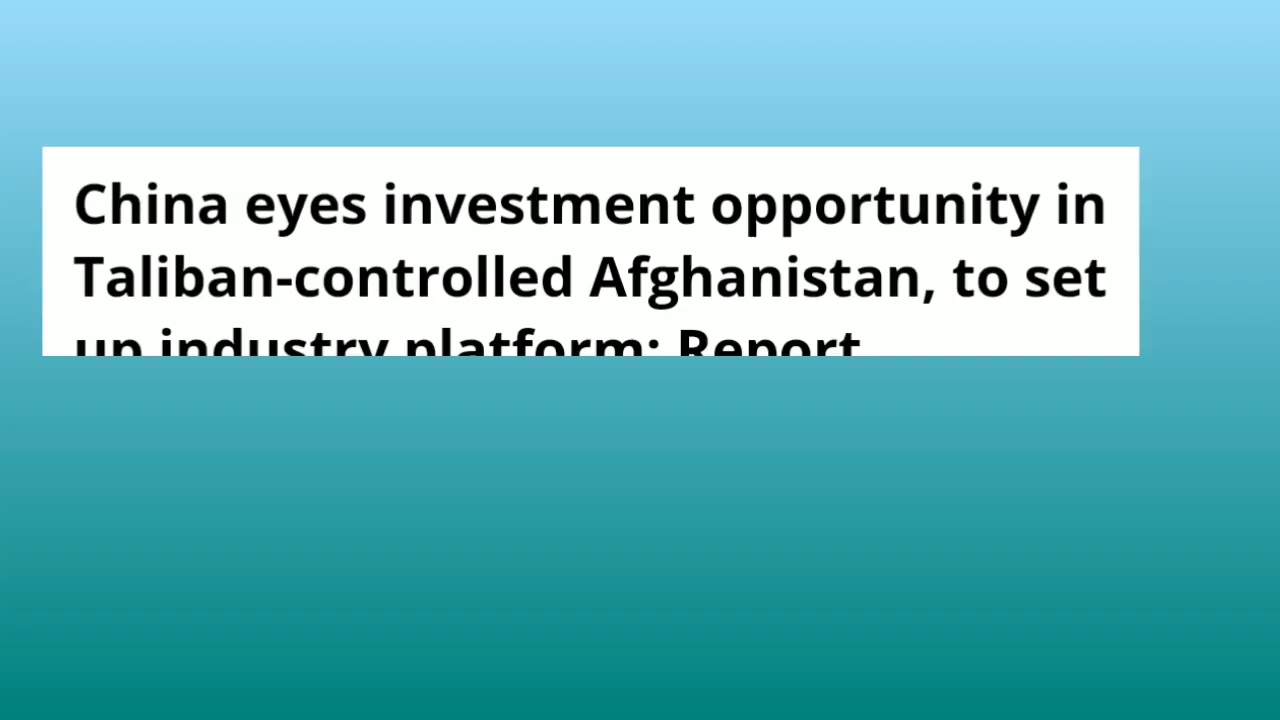 China eyes investment opportunity in
Taliban-controlled Afghanistan, to set
up industry platform: Report